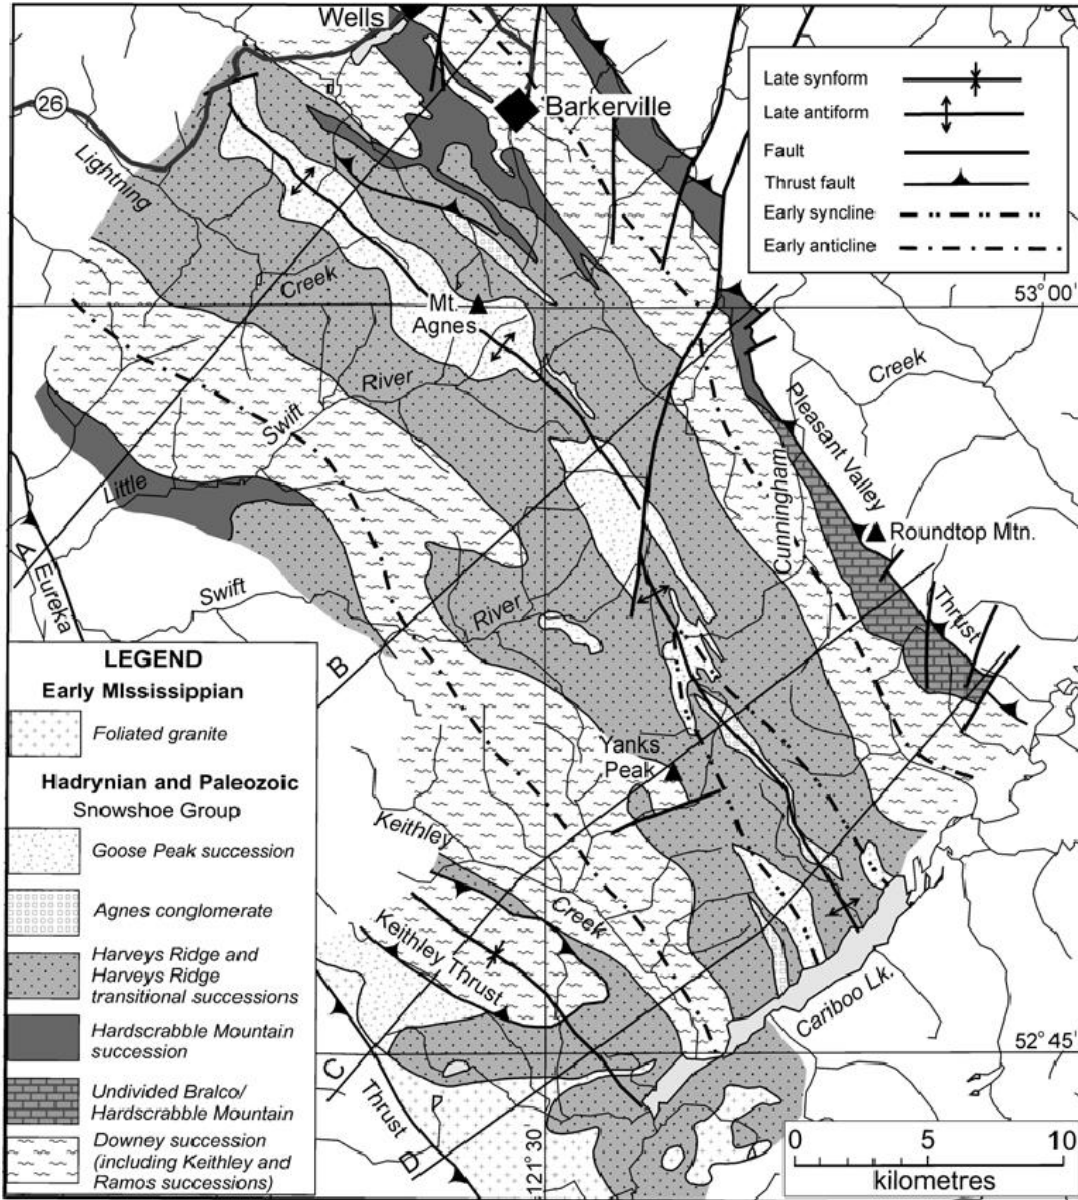 Wells
Barkerville
26
Lightning
Creek
Mt.
Agnes
River
Swift
Little
Swift
River
A
Eureka
B
Late synform
Late antiform
Fault
Thrust fault
Early syncline
Early anticline
53° 00'
Creek
Pleasant Valley
Cunningham
Roundtop Mtn.
Thrust
Yanks
Peak
Keithley
Creek
Keithley Thrust
Cariboo Lk.
52° 45'
C
Thrust
D
121° 30'
LEGEND
Early MIssissippian
Foliated granite
Hadrynian and Paleozoic
Snowshoe Group
Goose Peak succession
Agnes conglomerate
Harveys Ridge and
Harveys Ridge
transitional successions
Hardscrabble Mountain
succession
Undivided Bralco/
Hardscrabble Mountain
Downey succession
(including Keithley and
Ramos successions)
0 5 10
kilometres